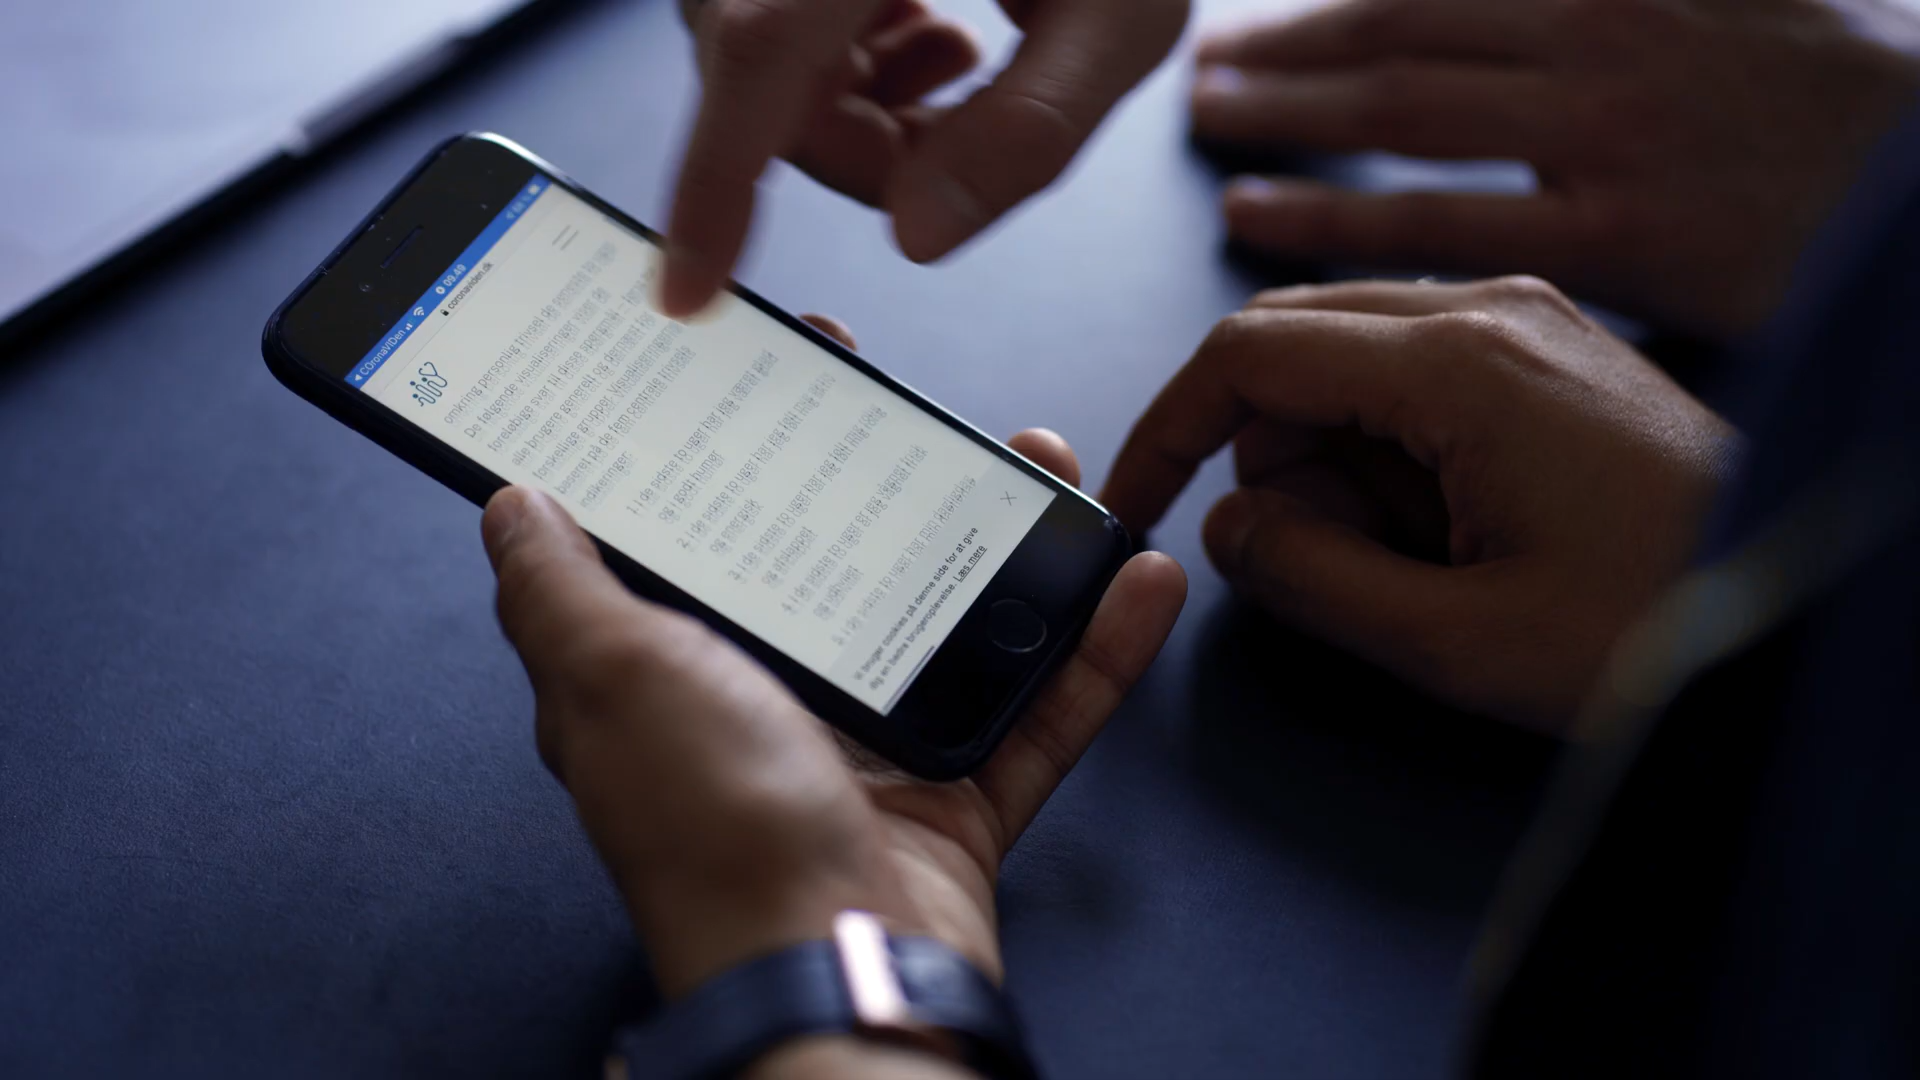 COronaVIDen 09.40
coronaviden.dk
omkring personlig trivsel de seneste to uger
De følgende visualiseringer viser de
foreløbige svar til disse spørgsmål - først for
alle brugere generelt og dernæst for
forskellige grupper. Visualiseringerne
baseret på de fem centrale trivsels
indikeringer:
1. I de sidste to uger har jeg været glad
og i godt humør
2. I de sidste to uger har jeg følt mig aktiv
og energisk
3. I de sidste to uger har jeg følt mig rolig
og afslappet
4. I de sidste to uger er jeg vågnet frisk
og udhvilet
5. I de sidste to uger har min dagligdag
Vi bruger cookies på denne side for at give
dig en bedre brugeroplevelse. Læs mere